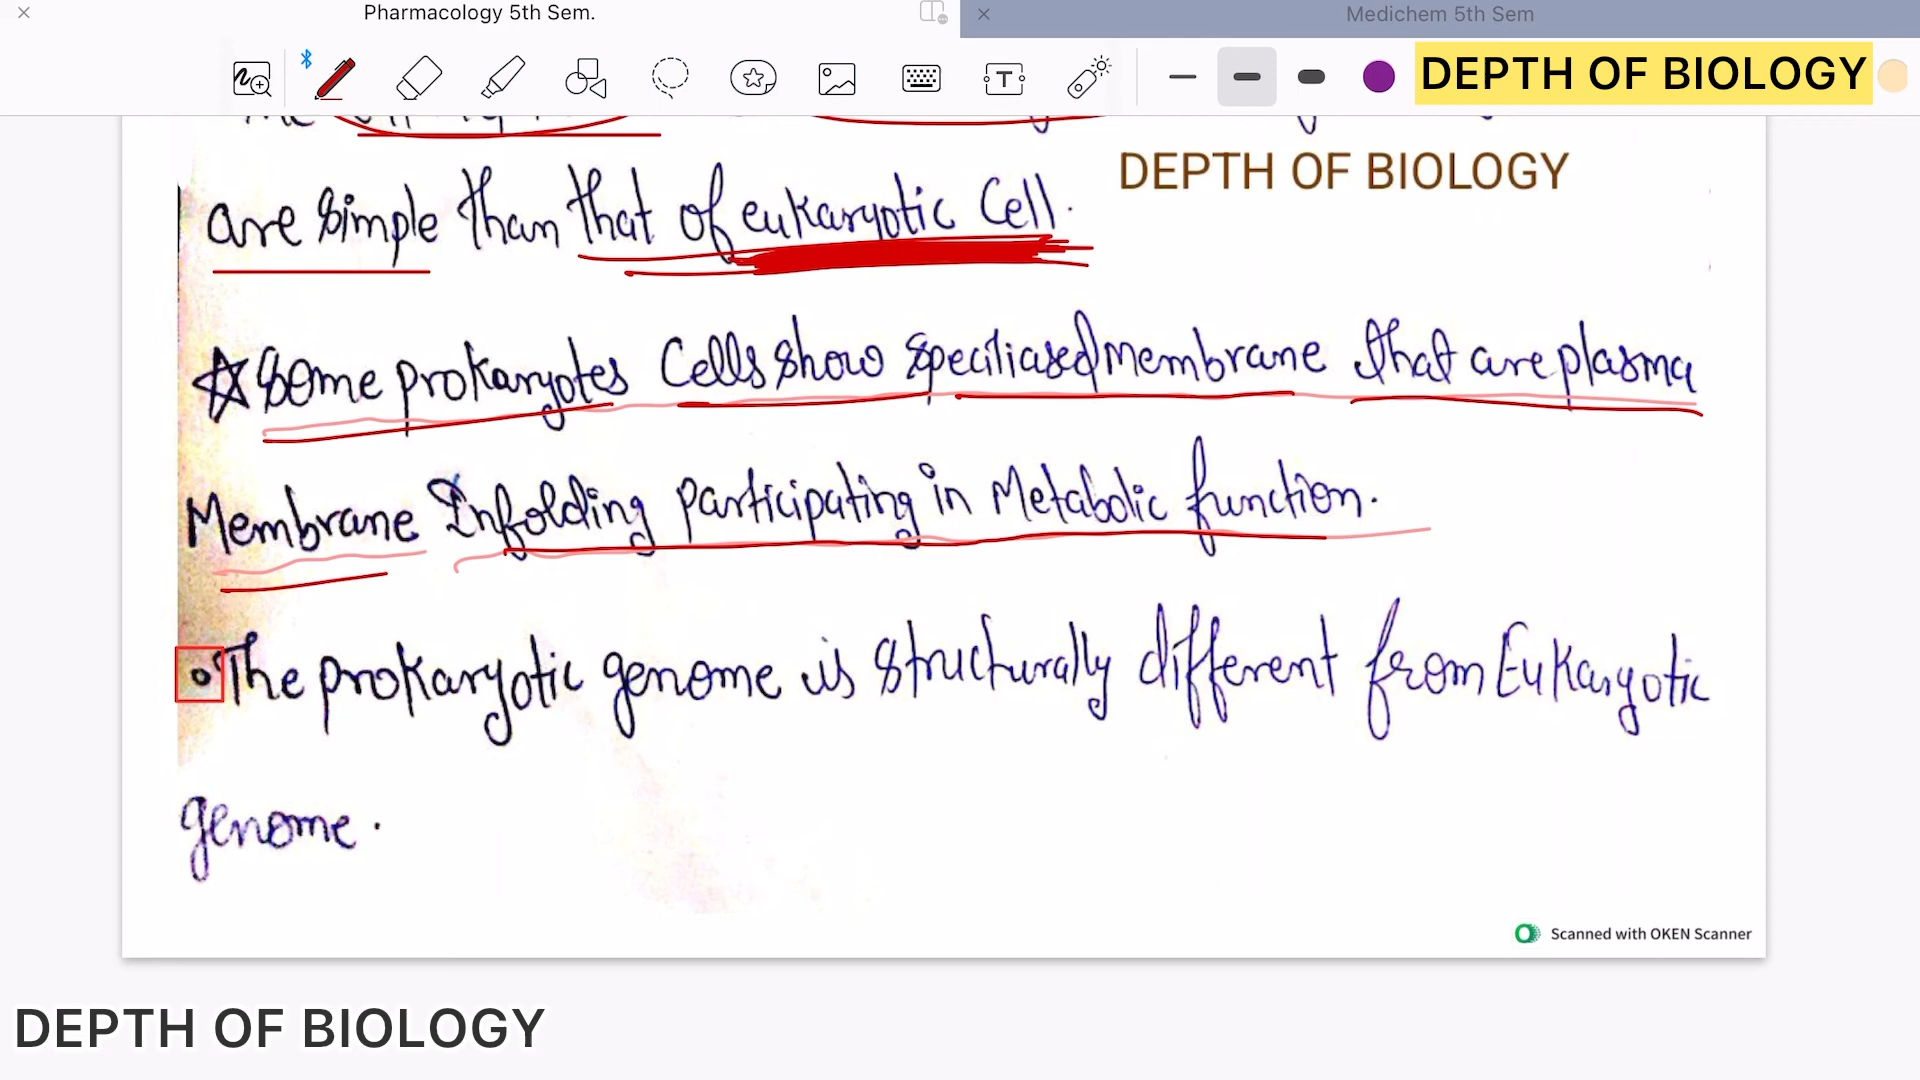 Pharmacology 5th Sem.
Medichem 5th Sem
DEPTH OF BIOLOGY
DEPTH OF BIOLOGY
are simple than that of eukaryotic Cell.
Some prokaryotes Cells show speciliased membrane that are plasma
Membrane Infolding participating in Metabolic function.
The prokaryotic genome is structurally different from Eukaryotic
genome.
Scanned with OKEN Scanner
DEPTH OF BIOLOGY